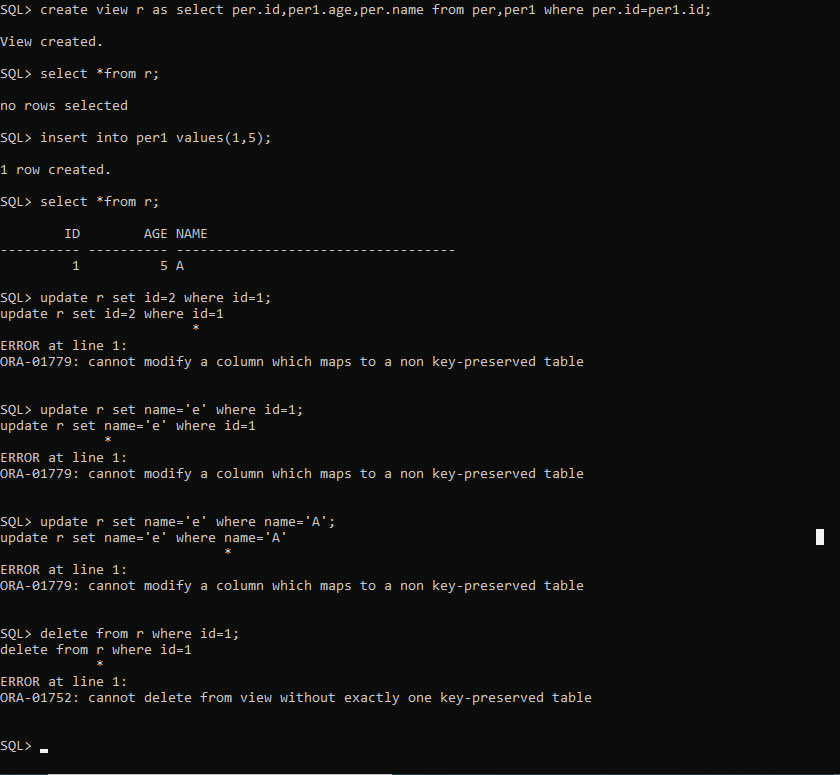 SQL> create view r as select per.id,per1.age,per.name from per,per1 where per.id=per1.id;
View created.
SQL> select *from r;
no rows selected
SQL> insert into per1 values(1,5);
1 row created.
SQL> select *from r;
        ID        AGE NAME
---------- ---------- -----------------------------------
         1          5 A
SQL> update r set id=2 where id=1;
update r set id=2 where id=1
                        *
ERROR at line 1:
ORA-01779: cannot modify a column which maps to a non key-preserved table
SQL> update r set name='e' where id=1;
update r set name='e' where id=1
             *
ERROR at line 1:
ORA-01779: cannot modify a column which maps to a non key-preserved table
SQL> update r set name='e' where name='A';
update r set name='e' where name='A'
                            *
ERROR at line 1:
ORA-01779: cannot modify a column which maps to a non key-preserved table
SQL> delete from r where id=1;
delete from r where id=1
            *
ERROR at line 1:
ORA-01752: cannot delete from view without exactly one key-preserved table
SQL>